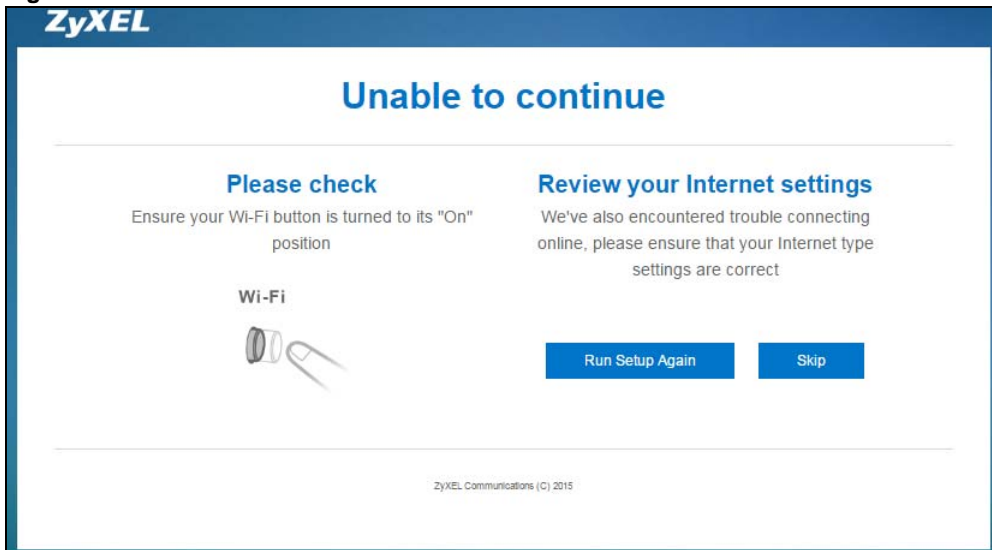 ZyXEL
Unable to continue
Please check
Ensure your Wi-Fi button is turned to its "On"
position
Wi-Fi
Review your Internet settings
We've also encountered trouble connecting
online, please ensure that your Internet type
settings are correct
Run Setup Again
Skip
ZyXEL Communications (C) 2015